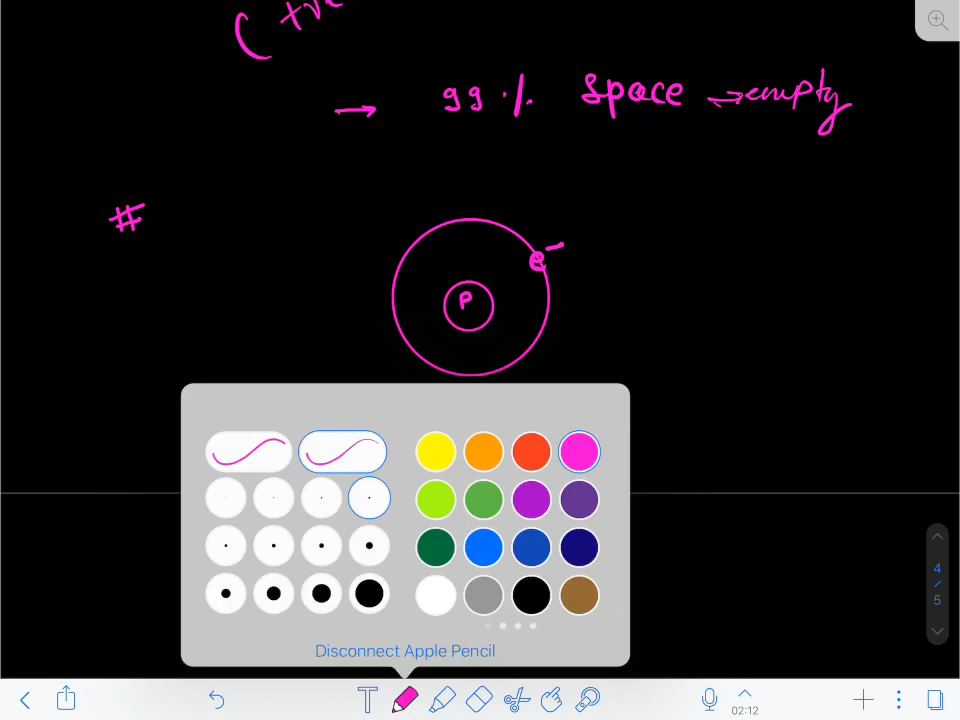 ( +ve
→ 99 % Space → empty
#
e⁻
P
Disconnect Apple Pencil
4
/
5
T
02:12